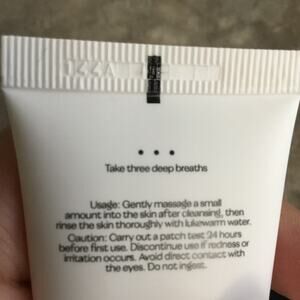 • • •
Take three deep breaths
Usage: Gently massage a small
amount into the skin after cleansing, then
rinse the skin thoroughly with lukewarm water.
Caution: Carry out a patch test 24 hours
before first use. Discontinue use if redness or
irritation occurs. Avoid direct contact with
the eyes. Do not ingest.